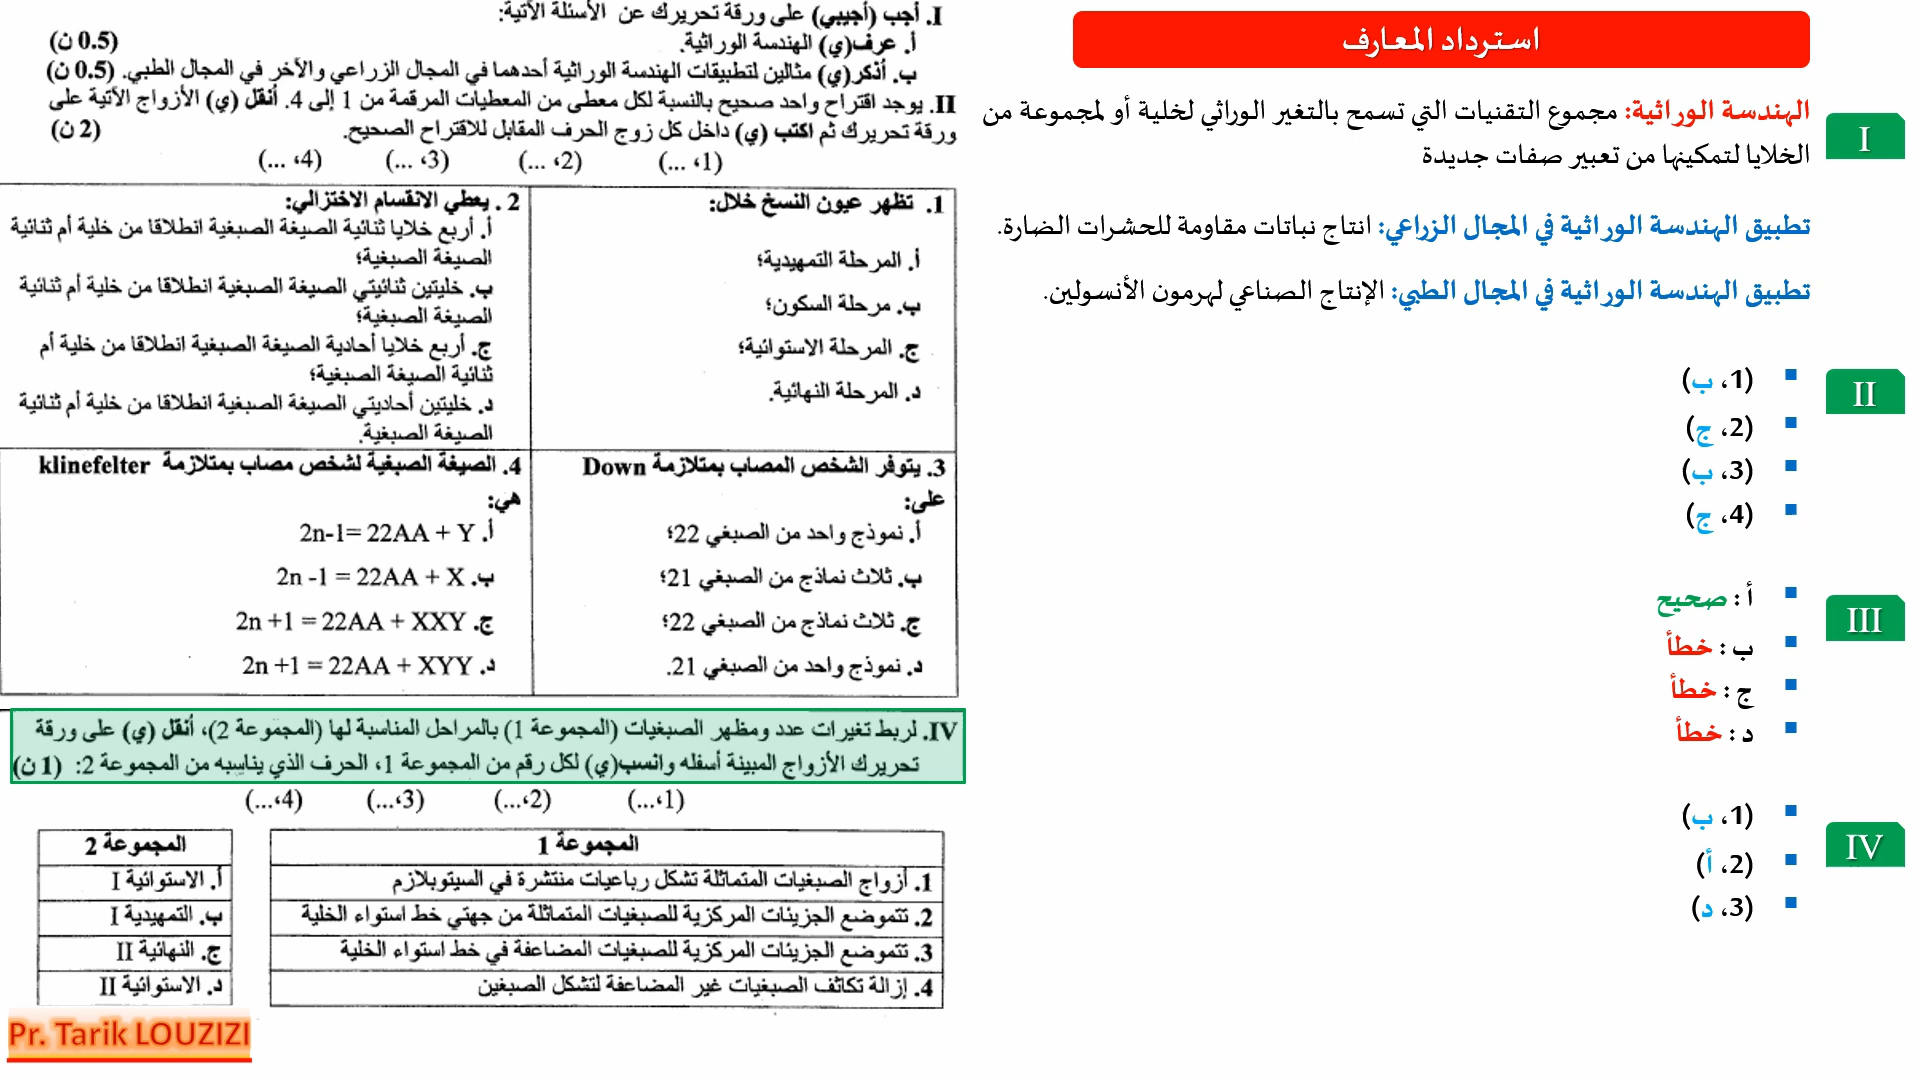 استرداد المعارف
I
الهندسة الوراثية: مجموع التقنيات التي تسمح بالتغير الوراثي لخلية أو لمجموعة من
الخلايا لتمكينها من تعبير صفات جديدة
تطبيق الهندسة الوراثية في المجال الزراعي: انتاج نباتات مقاومة للحشرات الضارة.
تطبيق الهندسة الوراثية في المجال الطبي: الإنتاج الصناعي لهرمون الأنسولين.
II
(1، ب)
(2، ج)
(3، ب)
(4، ج)
III
أ : صحيح
ب : خطأ
ج : خطأ
د : خطأ
IV
(1، ب)
(2، أ)
(3، د)
I. أجب (أجيبي) على ورقة تحريرك عن الأسئلة الآتية:
أ. عرف(ي) الهندسة الوراثية. (0.5 ن)
ب. أذكر(ي) مثالين لتطبيقات الهندسة الوراثية أحدهما في المجال الزراعي والآخر في المجال الطبي. (0.5 ن)
II. يوجد اقتراح واحد صحيح بالنسبة لكل معطى من المعطيات المرقمة من 1 إلى 4. أنقل (ي) الأزواج الآتية على
ورقة تحريرك ثم اكتب (ي) داخل كل زوج الحرف المقابل للاقتراح الصحيح. (2 ن)
(1، ...) (2، ...) (3، ...) (4، ...)
1. تظهر عيون النسخ خلال:
أ. المرحلة التمهيدية؛
ب. مرحلة السكون؛
ج. المرحلة الاستوائية؛
د. المرحلة النهائية.
2 . يعطي الانقسام الاختزالي:
أ. أربع خلايا ثنائية الصيغة الصبغية انطلاقا من خلية أم ثنائية
الصيغة الصبغية؛
ب. خليتين ثنائيتي الصيغة الصبغية انطلاقا من خلية أم ثنائية
الصيغة الصبغية؛
ج. أربع خلايا أحادية الصيغة الصبغية انطلاقا من خلية أم
ثنائية الصيغة الصبغية؛
د. خليتين أحاديتي الصيغة الصبغية انطلاقا من خلية أم ثنائية
الصيغة الصبغية.
3. يتوفر الشخص المصاب بمتلازمة Down
على:
أ. نموذج واحد من الصبغي 22؛
ب. ثلاث نماذج من الصبغي 21؛
ج. ثلاث نماذج من الصبغي 22؛
د. نموذج واحد من الصبغي 21.
4. الصيغة الصبغية لشخص مصاب بمتلازمة klinefelter
هي:
أ. 2n-1= 22AA + Y
ب. 2n -1 = 22AA + X
ج. 2n +1 = 22AA + XXY
د. 2n +1 = 22AA + XYY
IV. لربط تغيرات عدد ومظهر الصبغيات (المجموعة 1) بالمراحل المناسبة لها (المجموعة 2)، أنقل (ي) على ورقة
تحريرك الأزواج المبينة أسفله وانسب(ي) لكل رقم من المجموعة 1، الحرف الذي يناسبه من المجموعة 2: (1 ن)
(1،...) (2،...) (3،...) (4،...)
المجموعة 1
1. أزواج الصبغيات المتماثلة تشكل رباعيات منتشرة في السيتوبلازم
2. تتموضع الجزيئات المركزية للصبغيات المتماثلة من جهتي خط استواء الخلية
3. تتموضع الجزيئات المركزية للصبغيات المضاعفة في خط استواء الخلية
4. إزالة تكاثف الصبغيات غير المضاعفة لتشكل الصبغين
المجموعة 2
أ. الاستوائية I
ب. التمهيدية I
ج. النهائية II
د. الاستوائية II
Pr. Tarik LOUZIZI